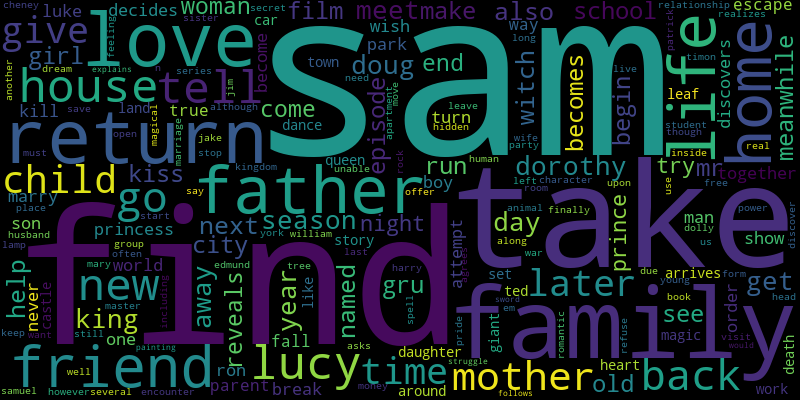 cheney luke decides woman film meet make also school relationship realizes escape
sister secret car
give love sam life home patrick timon
another feeling girl explains become park wish way long doug end witch becomes begin discovers meanwhile
house tell town need live
dream in series jim
kill land true although come episode apartment move leave turn hidden wife party leaf student though
return magical jake dance
must open marriage stop queen human inside real
child kiss kingdom rock unable run dorothy try mr together
marry place say father offer boy left character upon use free power
son husband princess start go next season night room animal finally prince man dolly us day show discover
lamp group often city york william story last attempt along war
help never world mary edmund tree harry agrees set due arrives form young
new away reveals year like named gru ted em giant later order book get head
castle including find take family see magic visit would death
king one master spell sword pride romantic
keep want still fall asks daughter refuse heart
friend painting lucy time mother old back
well ron parent break around struggle work
samuel however several encounter money follows